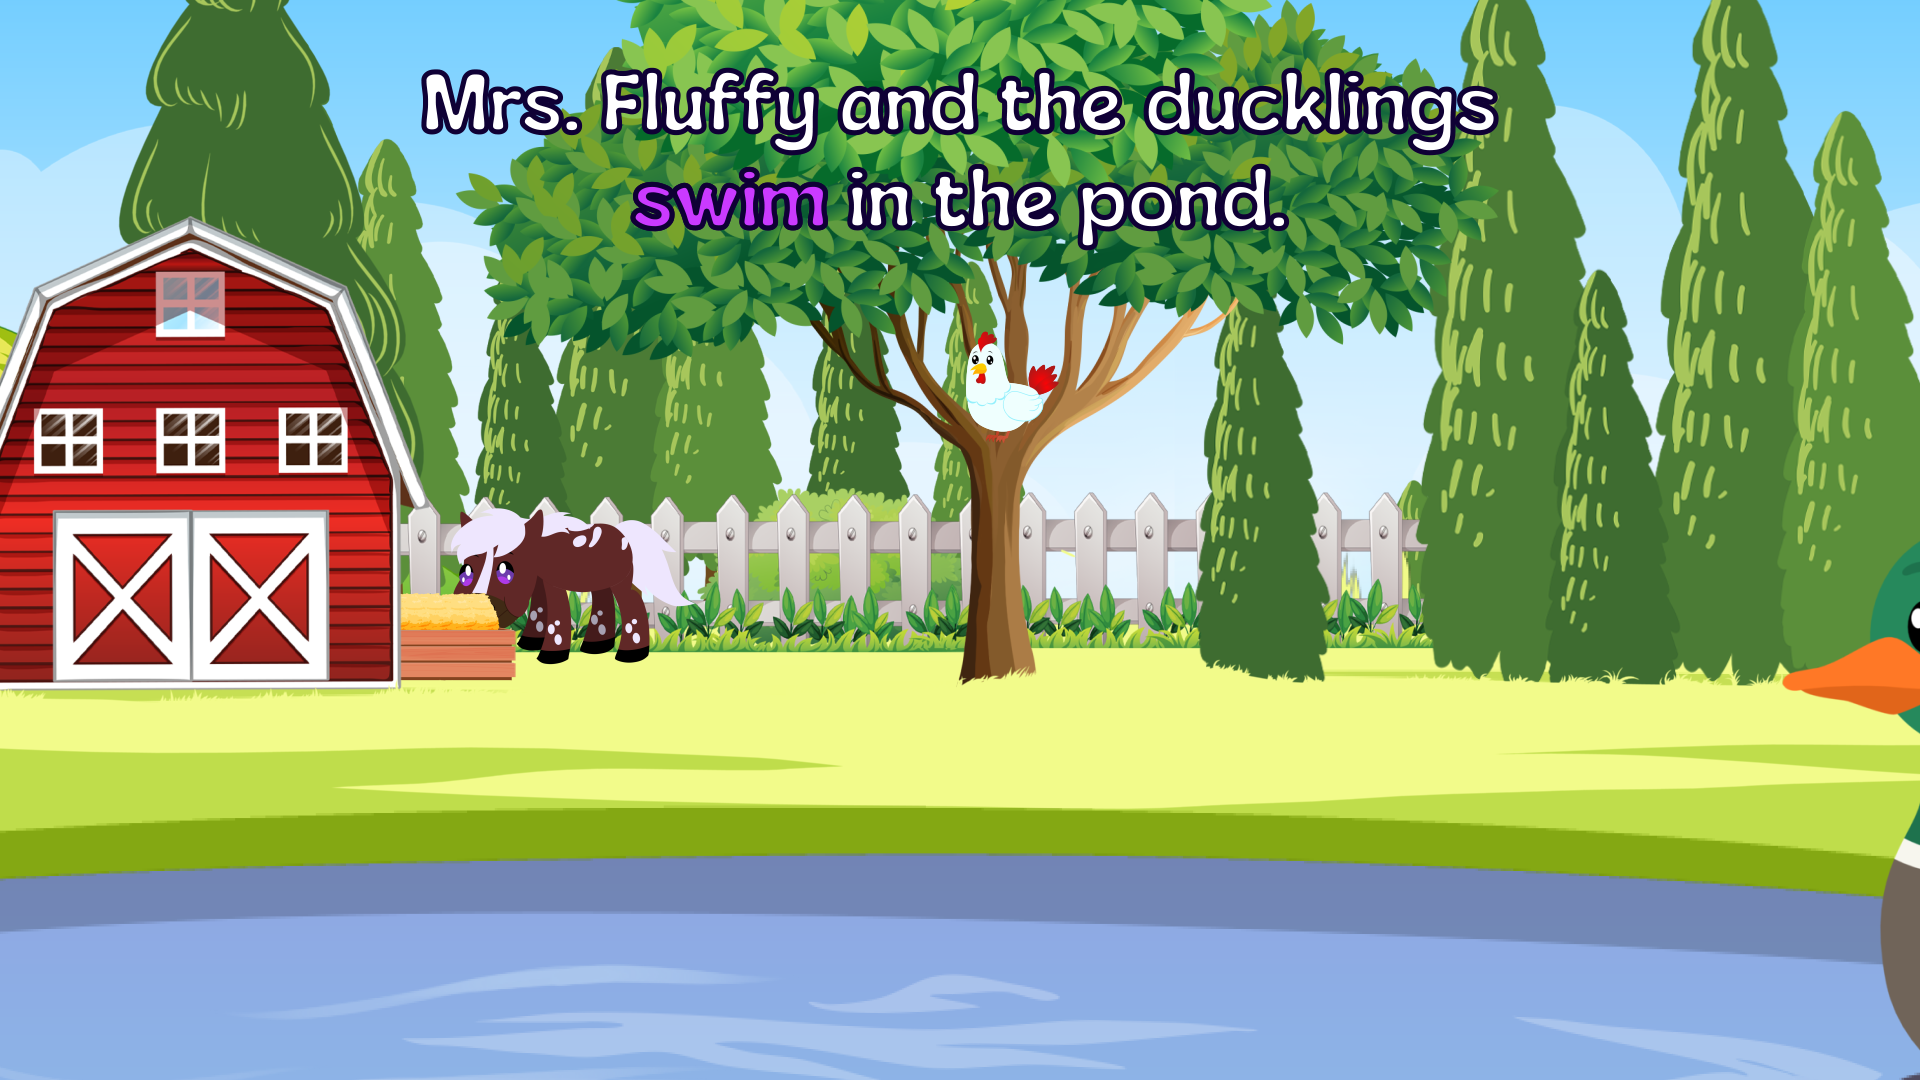 Mrs. Fluffy and the ducklings
swim in the pond.